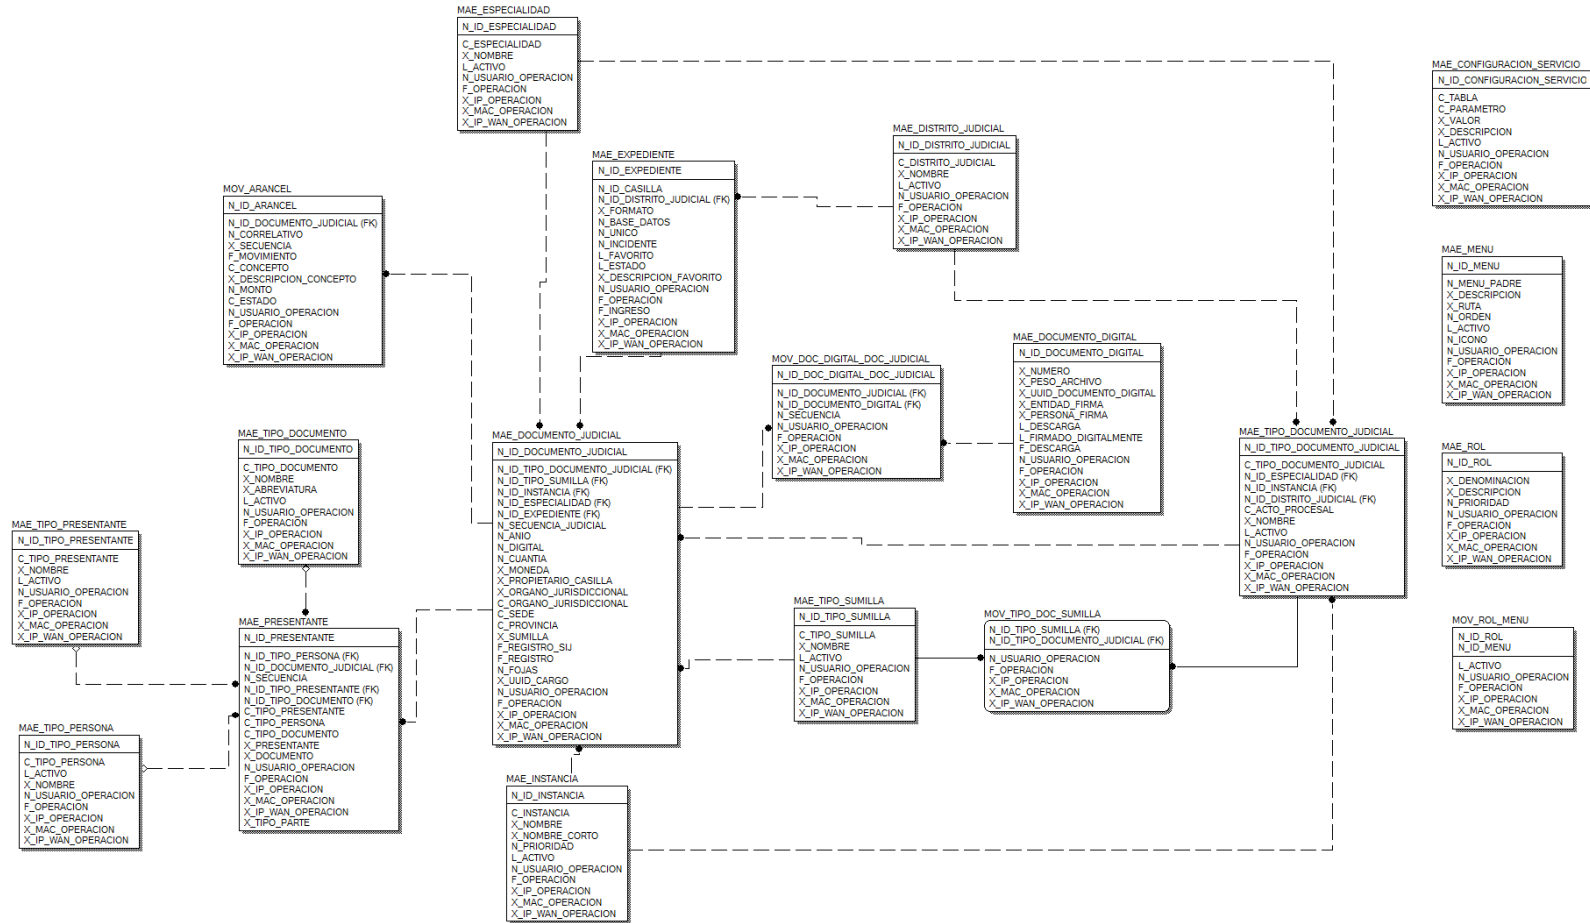 MAE_ESPECIALIDAD
N_ID_ESPECIALIDAD
C_ESPECIALIDAD
X_NOMBRE
L_ACTIVO
N_USUARIO_OPERACION
F_OPERACION
X_IP_OPERACION
X_MAC_OPERACION
X_IP_WAN_OPERACION
MAE_CONFIGURACION_SERVICIO
N_ID_CONFIGURACION_SERVICIO
C_TABLA
C_PARAMETRO
X_VALOR
X_DESCRIPCION
L_ACTIVO
N_USUARIO_OPERACION
F_OPERACION
X_IP_OPERACION
X_MAC_OPERACION
X_IP_WAN_OPERACION
MAE_DISTRITO_JUDICIAL
N_ID_DISTRITO_JUDICIAL
C_DISTRITO_JUDICIAL
X_NOMBRE
L_ACTIVO
N_USUARIO_OPERACION
F_OPERACION
X_IP_OPERACION
X_MAC_OPERACION
X_IP_WAN_OPERACION
MAE_EXPEDIENTE
N_ID_EXPEDIENTE
N_ID_CASILLA
N_ID_DISTRITO_JUDICIAL (FK)
X_FORMATO
N_BASE_DATOS
N_UNICO
N_INCIDENTE
L_FAVORITO
L_ESTADO
X_DESCRIPCION_FAVORITO
N_USUARIO_OPERACION
F_OPERACION
F_INGRESO
X_IP_OPERACION
X_MAC_OPERACION
X_IP_WAN_OPERACION
MOV_ARANCEL
N_ID_ARANCEL
N_ID_DOCUMENTO_JUDICIAL (FK)
N_CORRELATIVO
X_SECUENCIA
F_MOVIMIENTO
C_CONCEPTO
X_DESCRIPCION_CONCEPTO
N_MONTO
C_ESTADO
N_USUARIO_OPERACION
F_OPERACION
X_IP_OPERACION
X_MAC_OPERACION
X_IP_WAN_OPERACION
MAE_MENU
N_ID_MENU
N_MENU_PADRE
X_DESCRIPCION
X_RUTA
N_ORDEN
L_ACTIVO
N_ICONO
N_USUARIO_OPERACION
F_OPERACION
X_IP_OPERACION
X_MAC_OPERACION
X_IP_WAN_OPERACION
MAE_DOCUMENTO_DIGITAL
N_ID_DOCUMENTO_DIGITAL
X_NUMERO
X_PESO_ARCHIVO
X_UUID_DOCUMENTO_DIGITAL
X_ENTIDAD_FIRMA
X_PERSONA_FIRMA
L_DESCARGA
L_FIRMADO_DIGITALMENTE
F_DESCARGA
N_USUARIO_OPERACION
F_OPERACION
X_IP_OPERACION
X_MAC_OPERACION
X_IP_WAN_OPERACION
MOV_DOC_DIGITAL_DOC_JUDICIAL
N_ID_DOC_DIGITAL_DOC_JUDICIAL
N_ID_DOCUMENTO_JUDICIAL (FK)
N_ID_DOCUMENTO_DIGITAL (FK)
N_SECUENCIA
N_USUARIO_OPERACION
F_OPERACION
X_IP_OPERACION
X_MAC_OPERACION
X_IP_WAN_OPERACION
MAE_TIPO_DOCUMENTO
N_ID_TIPO_DOCUMENTO
C_TIPO_DOCUMENTO
X_NOMBRE
X_ABREVIATURA
L_ACTIVO
N_USUARIO_OPERACION
F_OPERACION
X_IP_OPERACION
X_MAC_OPERACION
X_IP_WAN_OPERACION
MAE_DOCUMENTO_JUDICIAL
N_ID_DOCUMENTO_JUDICIAL
N_ID_TIPO_DOCUMENTO_JUDICIAL (FK)
N_ID_TIPO_SUMILLA (FK)
N_ID_INSTANCIA (FK)
N_ID_ESPECIALIDAD (FK)
N_ID_EXPEDIENTE (FK)
N_SECUENCIA_JUDICIAL
N_ANIO
N_DIGITAL
N_CUANTIA
X_MONEDA
X_PROPIETARIO_CASILLA
X_ORGANO_JURISDICCIONAL
C_ORGANO_JURISDICCIONAL
C_SEDE
C_PROVINCIA
X_SUMILLA
F_REGISTRO_SIJ
F_REGISTRO
N_FOJAS
X_UUID_CARGO
N_USUARIO_OPERACION
F_OPERACION
X_IP_OPERACION
X_MAC_OPERACION
X_IP_WAN_OPERACION
MAE_TIPO_DOCUMENTO_JUDICIAL
N_ID_TIPO_DOCUMENTO_JUDICIAL
C_TIPO_DOCUMENTO_JUDICIAL
N_ID_ESPECIALIDAD (FK)
N_ID_INSTANCIA (FK)
N_ID_DISTRITO_JUDICIAL (FK)
C_ACTO_PROCESAL
X_NOMBRE
L_ACTIVO
N_USUARIO_OPERACION
F_OPERACION
X_IP_OPERACION
X_MAC_OPERACION
X_IP_WAN_OPERACION
MAE_ROL
N_ID_ROL
X_DENOMINACION
X_DESCRIPCION
N_PRIORIDAD
N_USUARIO_OPERACION
F_OPERACION
X_IP_OPERACION
X_MAC_OPERACION
X_IP_WAN_OPERACION
MAE_TIPO_PRESENTANTE
N_ID_TIPO_PRESENTANTE
C_TIPO_PRESENTANTE
X_NOMBRE
L_ACTIVO
N_USUARIO_OPERACION
F_OPERACION
X_IP_OPERACION
X_MAC_OPERACION
X_IP_WAN_OPERACION
MAE_PRESENTANTE
N_ID_PRESENTANTE
N_ID_TIPO_PERSONA (FK)
N_ID_DOCUMENTO_JUDICIAL (FK)
N_SECUENCIA
N_ID_TIPO_PRESENTANTE (FK)
N_ID_TIPO_DOCUMENTO (FK)
C_TIPO_PRESENTANTE
C_TIPO_PERSONA
C_TIPO_DOCUMENTO
X_PRESENTANTE
X_DOCUMENTO
N_USUARIO_OPERACION
F_OPERACION
X_IP_OPERACION
X_MAC_OPERACION
X_IP_WAN_OPERACION
X_TIPO_PARTE
MAE_TIPO_SUMILLA
N_ID_TIPO_SUMILLA
C_TIPO_SUMILLA
X_NOMBRE
L_ACTIVO
N_USUARIO_OPERACION
F_OPERACION
X_IP_OPERACION
X_MAC_OPERACION
X_IP_WAN_OPERACION
MOV_TIPO_DOC_SUMILLA
N_ID_TIPO_SUMILLA (FK)
N_ID_TIPO_DOCUMENTO_JUDICIAL (FK)
N_USUARIO_OPERACION
F_OPERACION
X_IP_OPERACION
X_MAC_OPERACION
X_IP_WAN_OPERACION
MOV_ROL_MENU
N_ID_ROL
N_ID_MENU
L_ACTIVO
N_USUARIO_OPERACION
F_OPERACION
X_IP_OPERACION
X_MAC_OPERACION
X_IP_WAN_OPERACION
MAE_TIPO_PERSONA
N_ID_TIPO_PERSONA
C_TIPO_PERSONA
L_ACTIVO
X_NOMBRE
N_USUARIO_OPERACION
F_OPERACION
X_IP_OPERACION
X_MAC_OPERACION
X_IP_WAN_OPERACION
MAE_INSTANCIA
N_ID_INSTANCIA
C_INSTANCIA
X_NOMBRE
X_NOMBRE_CORTO
N_PRIORIDAD
L_ACTIVO
N_USUARIO_OPERACION
F_OPERACION
X_IP_OPERACION
X_MAC_OPERACION
X_IP_WAN_OPERACION